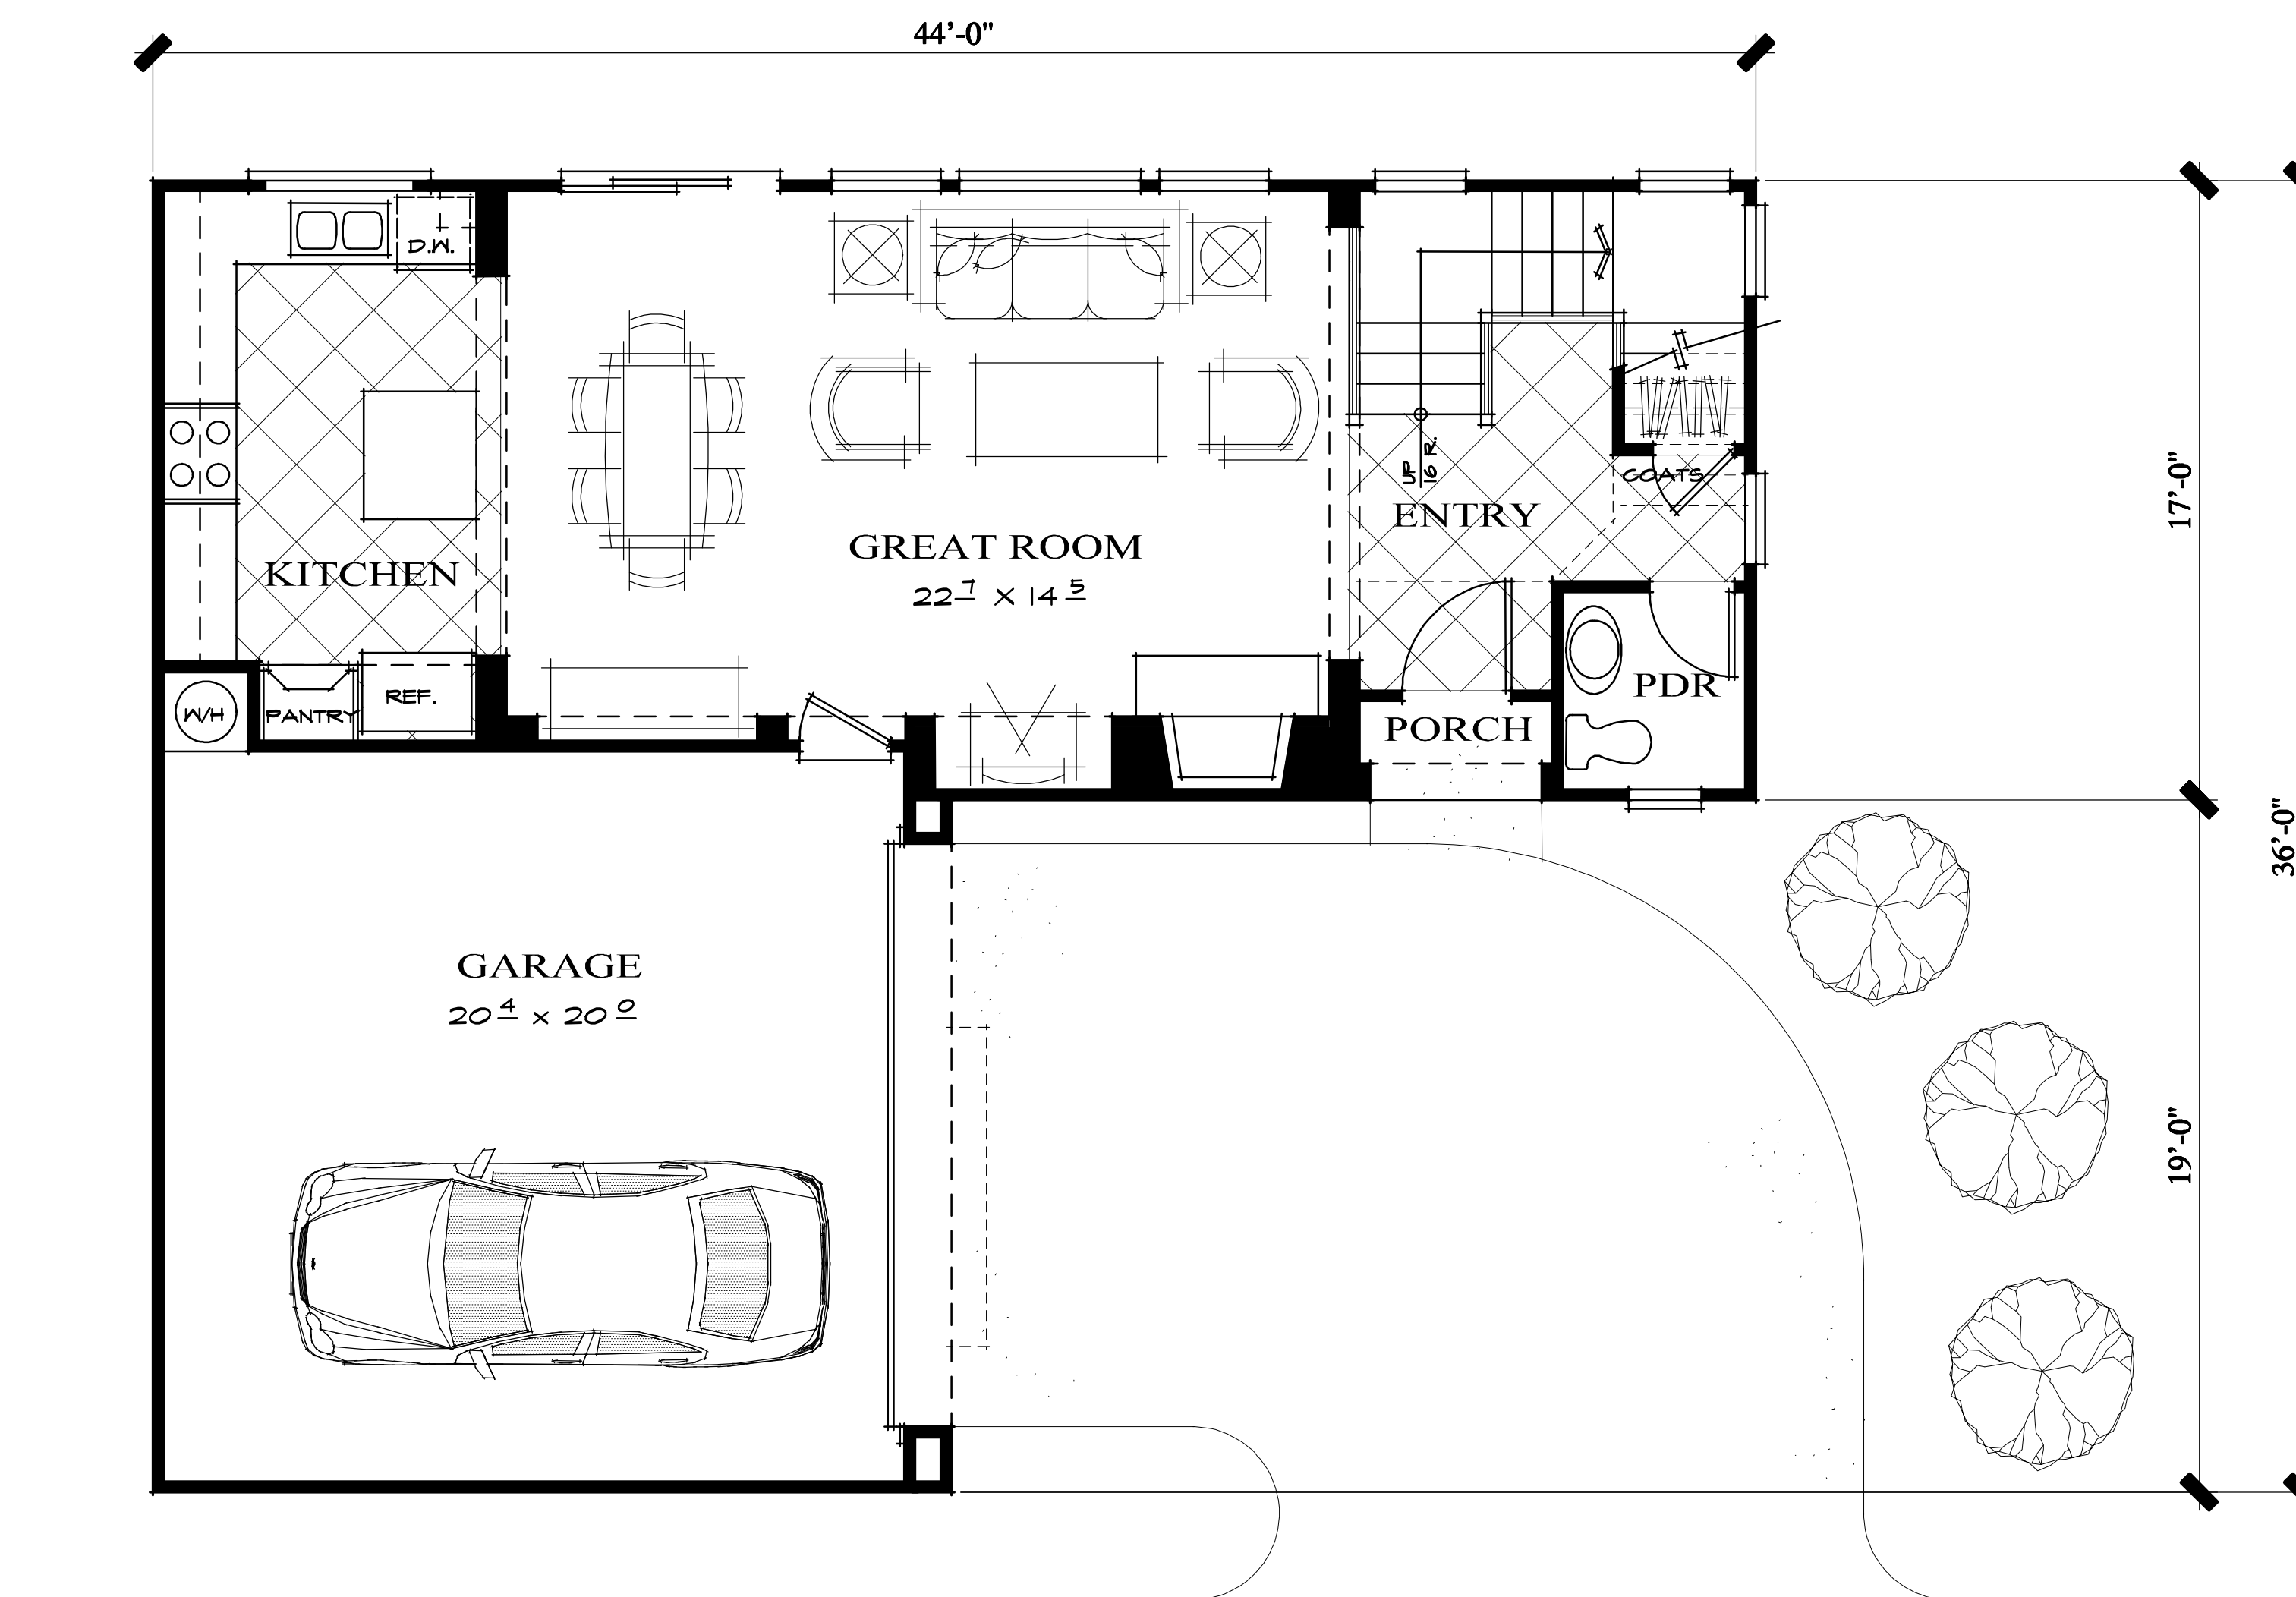 44'-0"
D.W.
UP
16 R.
COATS
17'-0"
ENTRY
GREAT ROOM
22 7 X 14 5
KITCHEN
PDR
REF.
W/H
PANTRY
PORCH
36'-0"
GARAGE
20 4 x 20 0
19'-0"